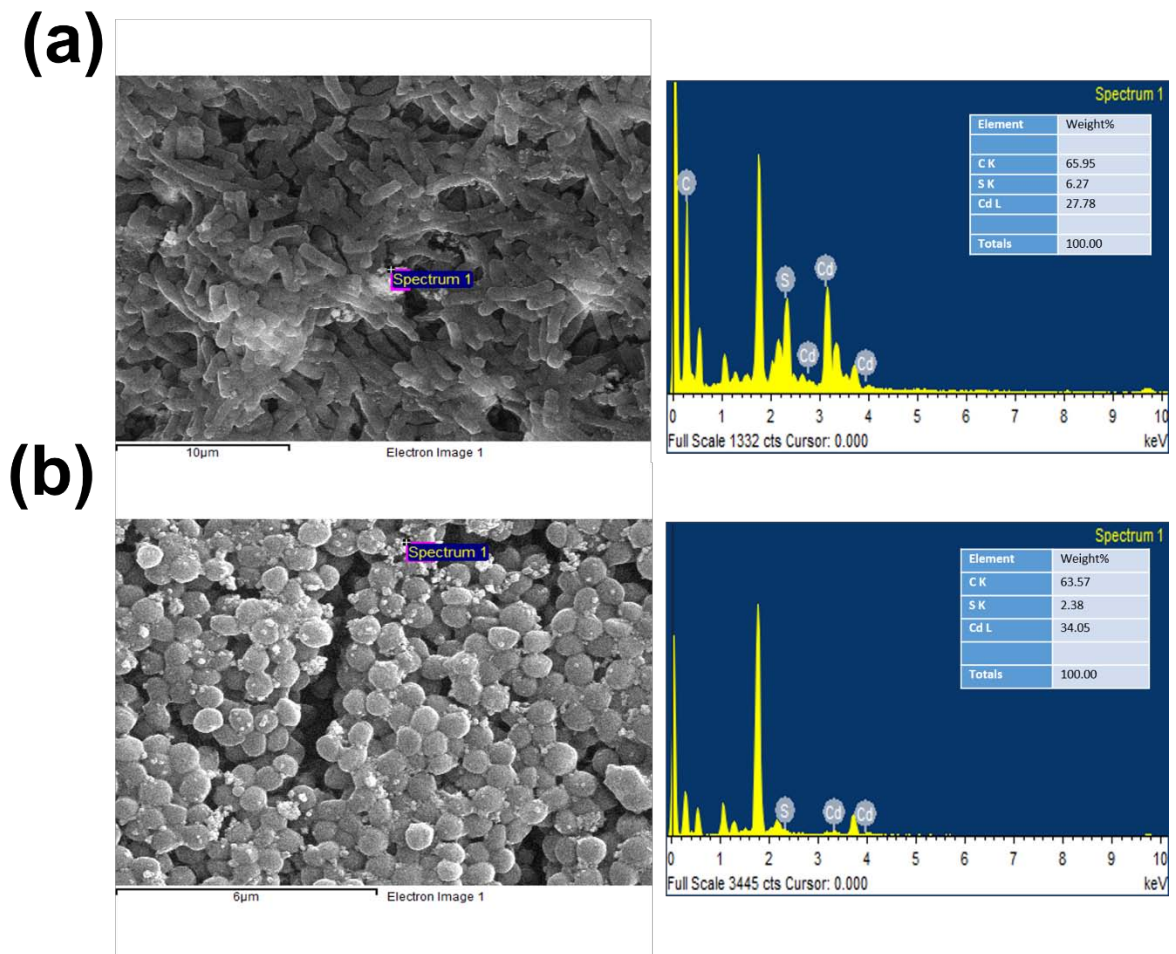 (a)
Spectrum 1
10μm
Electron Image 1
Spectrum 1
Element Weight%
C K 65.95
S K 6.27
Cd L 27.78
Totals 100.00
C
S
Cd
Cd
Cd
0 1 2 3 4 5 6 7 8 9 10
Full Scale 1332 cts Cursor: 0.000
keV
(b)
Spectrum 1
6μm
Electron Image 1
Spectrum 1
Element Weight%
C K 63.57
S K 2.38
Cd L 34.05
Totals 100.00
S
Cd
Cd
0 1 2 3 4 5 6 7 8 9 10
Full Scale 3445 cts Cursor: 0.000
keV